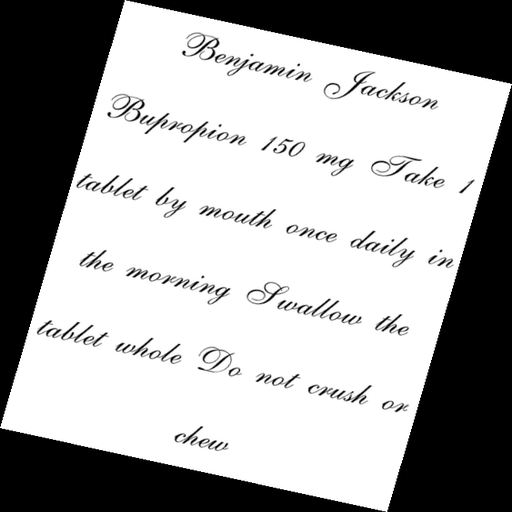 Benjamin Jackson
Bupropion 150 mg Take 1
tablet by mouth once daily in
the morning Swallow the
tablet whole Do not crush or
chew